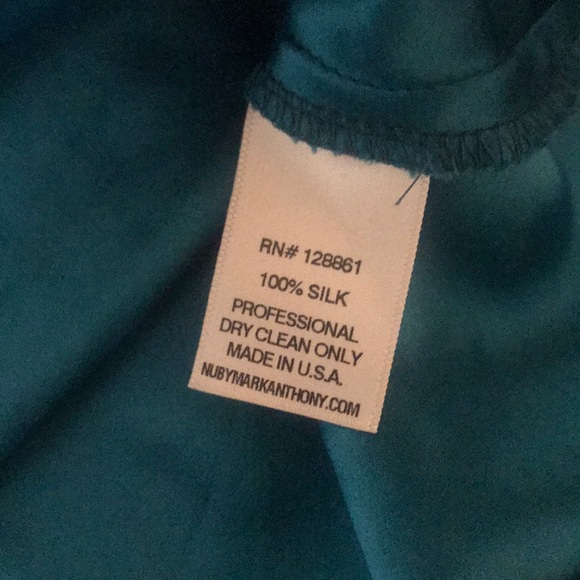 RN# 128861
100% SILK
PROFESSIONAL
DRY CLEAN ONLY
MADE IN U.S.A.
NUBYMARKANTHONY.COM